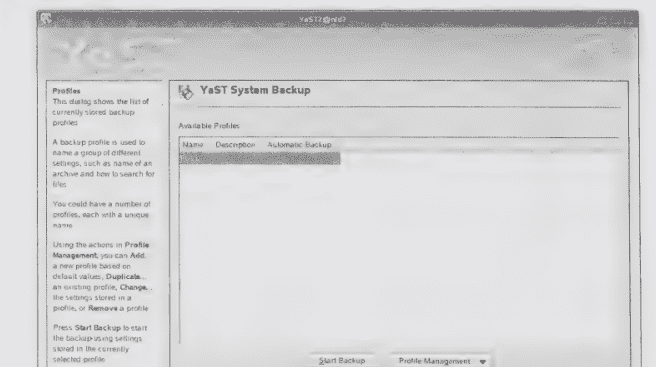 YaST2@nld2
YaST
Profiles
This dialog shows the list of
currently stored backup
profiles
A backup profile is used to
name a group of different
settings, such as name of an
archive and how to search for
files
You could have a number of
profiles, each with a unique
name
Using the actions in Profile
Management, you can Add.
a new profile based on
default values, Duplicate...
an existing profile, Change. .
the settings stored in a
profile, or Remove a profile
Press Start Backup to start
the backup using settings
stored in the currently
selected profile
YaST System Backup
Available Profiles
Name Description Automatic Backup
Start Backup Profile Management